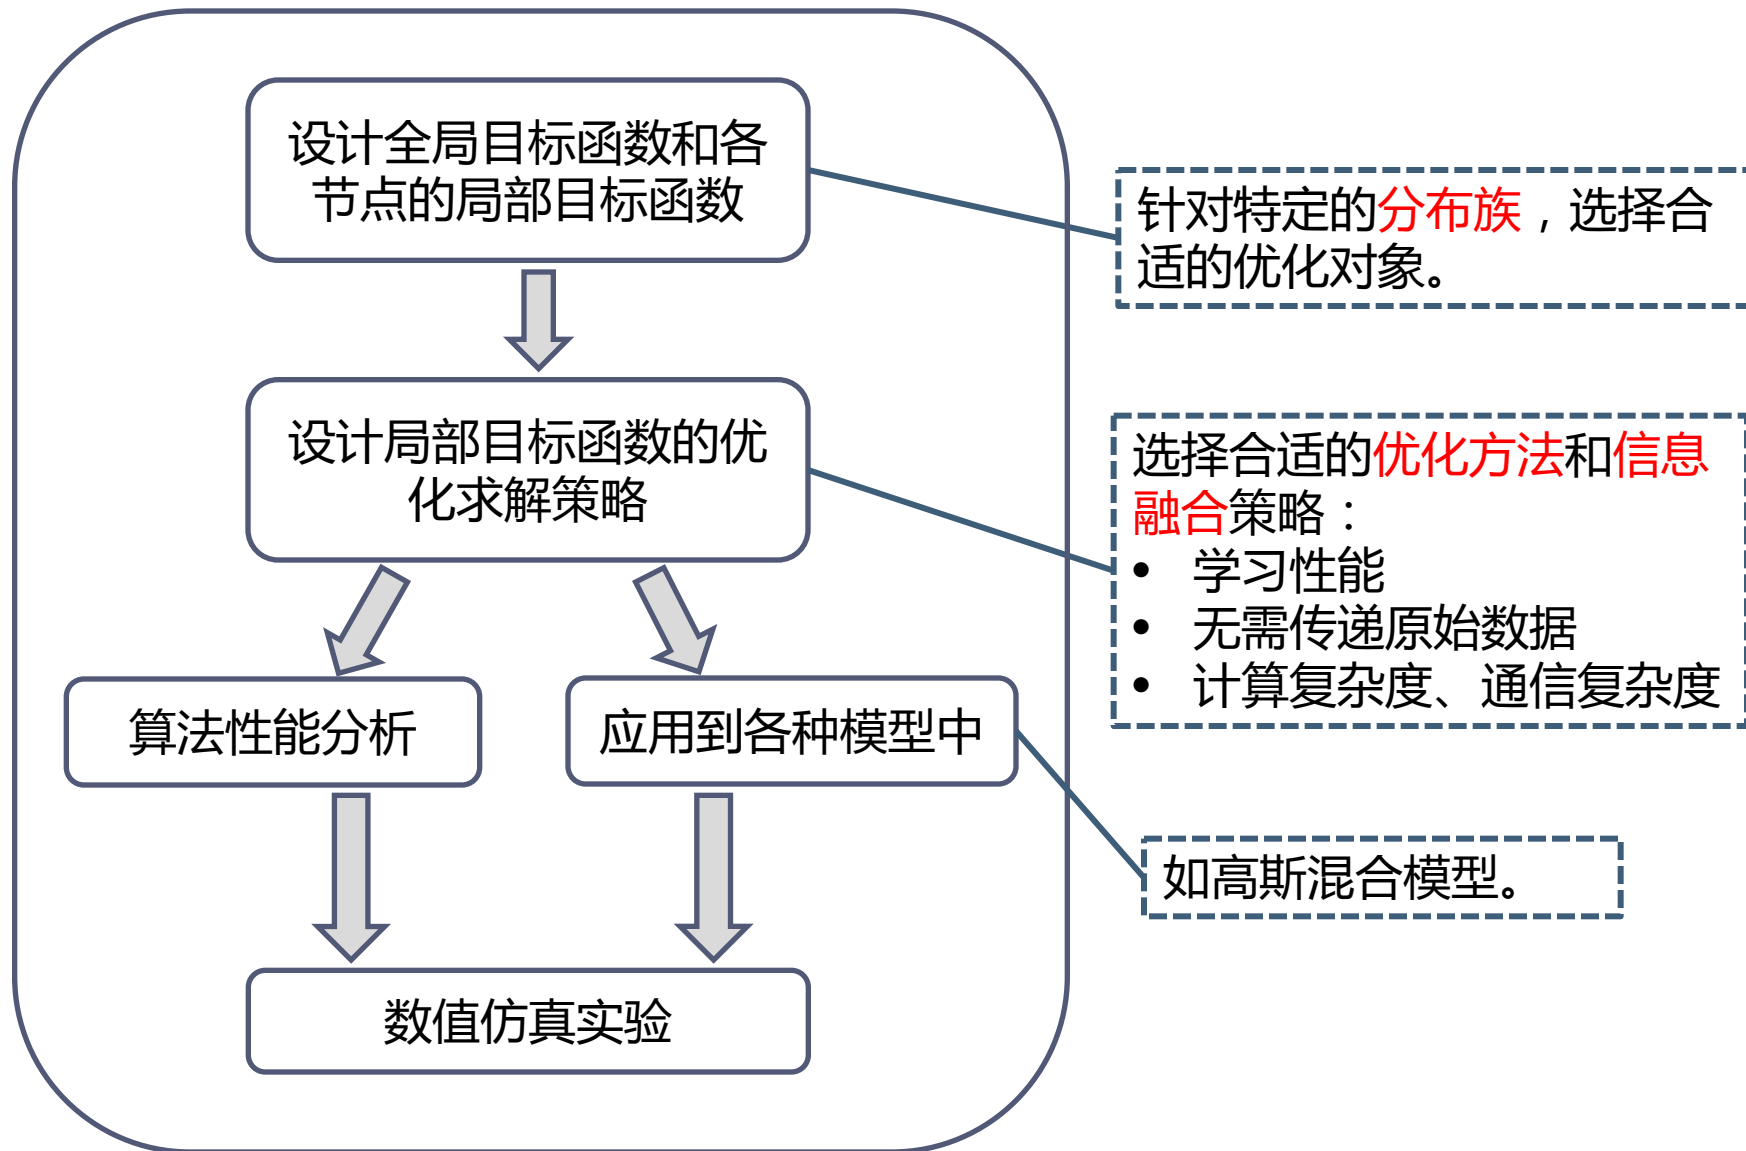 设计全局目标函数和各
节点的局部目标函数
针对特定的分布族，选择合
适的优化对象。
设计局部目标函数的优
化求解策略
选择合适的优化方法和信息
融合策略：
• 学习性能
• 无需传递原始数据
• 计算复杂度、通信复杂度
算法性能分析
应用到各种模型中
如高斯混合模型。
数值仿真实验